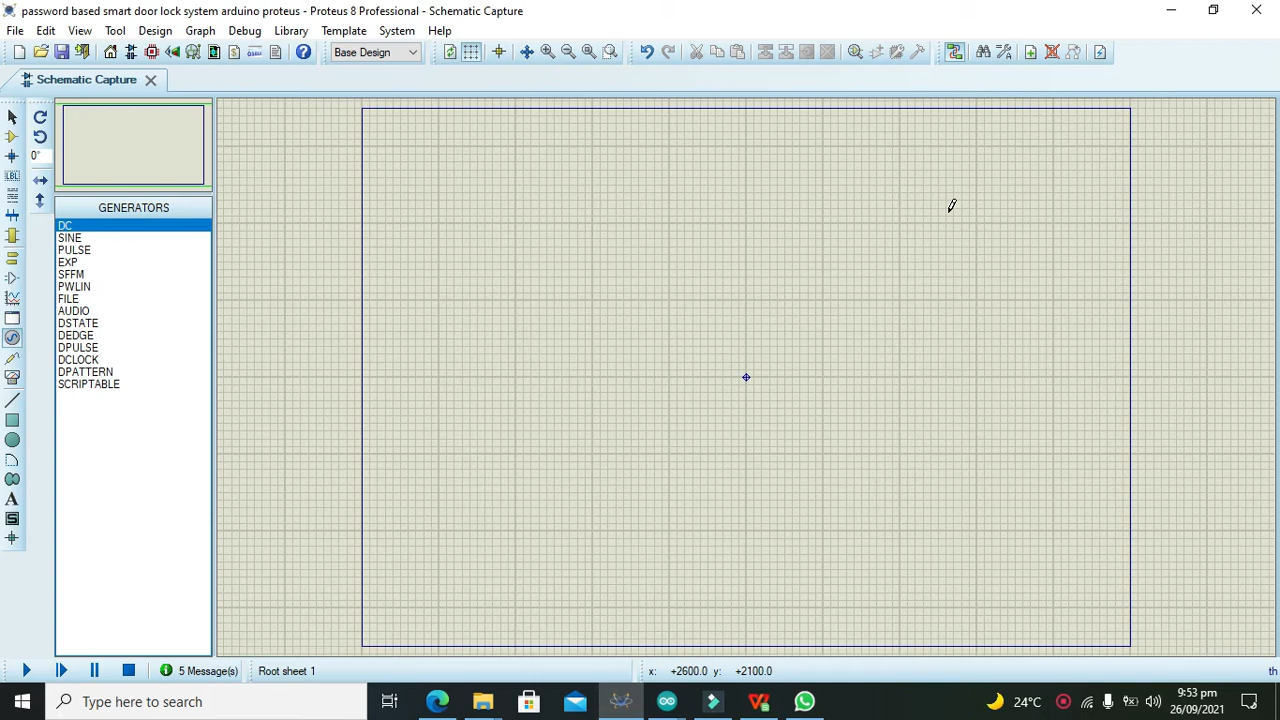 password based smart door lock system arduino proteus - Proteus 8 Professional - Schematic Capture
File Edit View Tool Design Graph Debug Library Template System Help
Base Design
Schematic Capture
0°
LBL
GENERATORS
DC
SINE
PULSE
EXP
SFFM
PWLIN
FILE
AUDIO
DSTATE
DEDGE
DPULSE
DCLOCK
DPATTERN
SCRIPTABLE
A
S
5 Message(s) Root sheet 1 x: +2600.0 y: +2100.0 th
Type here to search 24°C 9:53 pm
26/09/2021